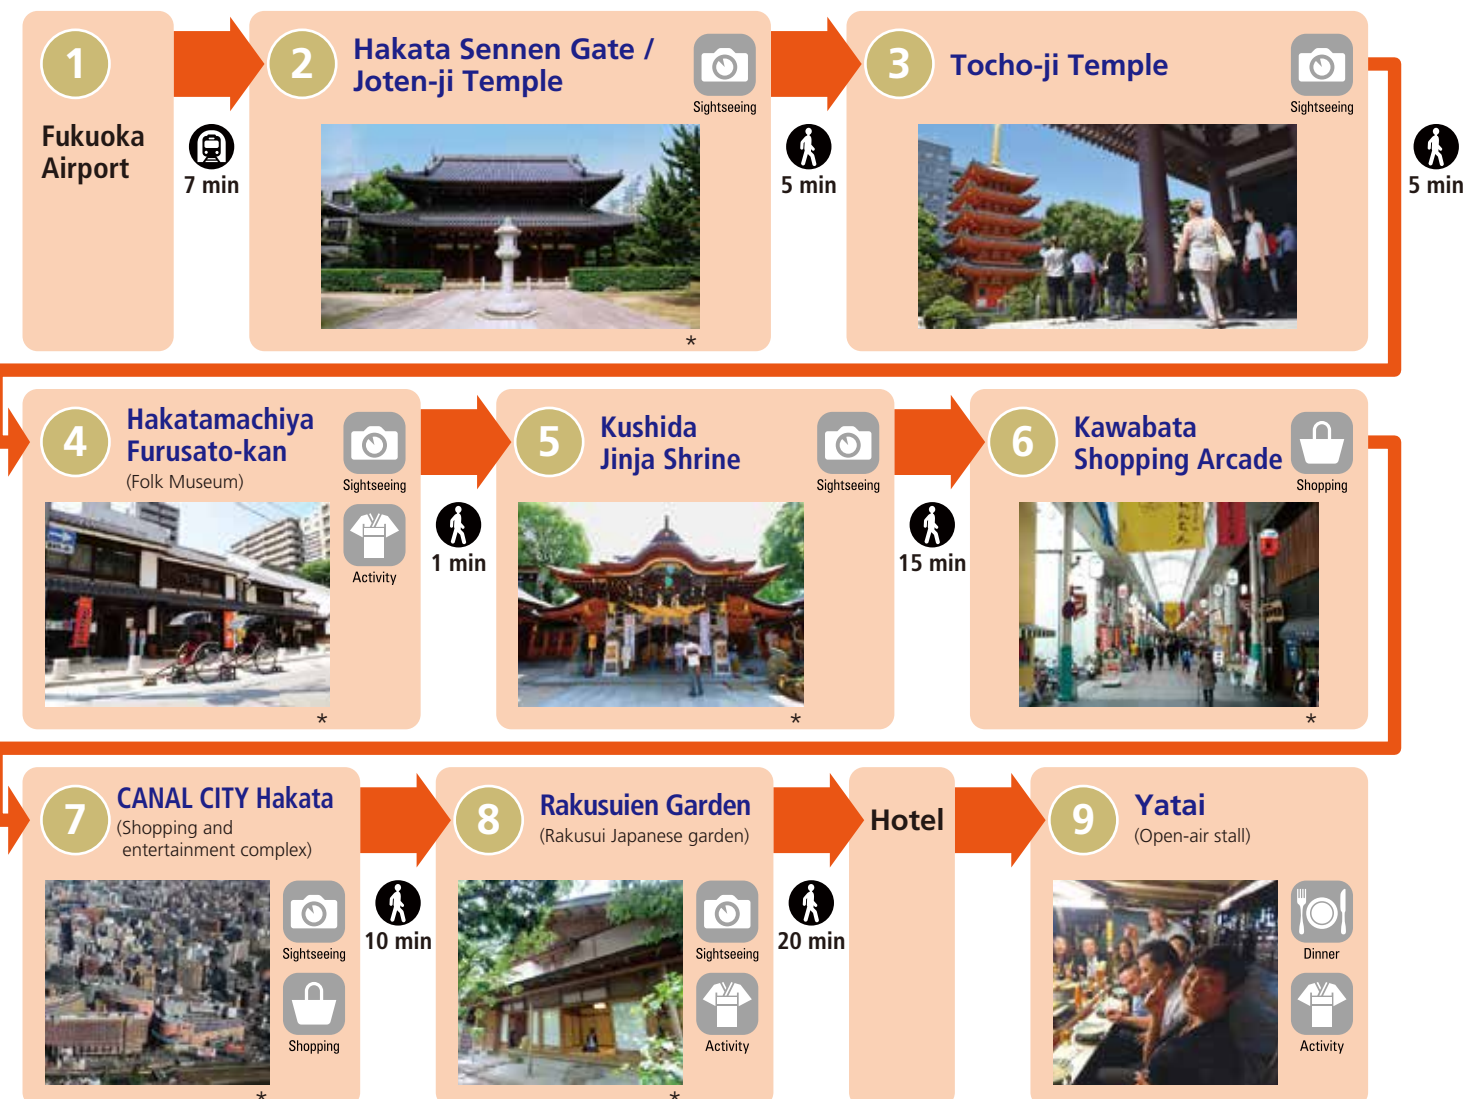 1
Fukuoka
Airport
7 min
2
Hakata Sennen Gate /
Joten-ji Temple
Sightseeing
*
5 min
3
Tocho-ji Temple
Sightseeing
5 min
4
Hakatamachiya
Furusato-kan
(Folk Museum)
Sightseeing
Activity
*
1 min
5
Kushida
Jinja Shrine
Sightseeing
*
15 min
6
Kawabata
Shopping Arcade
Shopping
*
7
CANAL CITY Hakata
(Shopping and
entertainment complex)
Sightseeing
Shopping
*
10 min
8
Rakusuien Garden
(Rakusui Japanese garden)
Sightseeing
Activity
*
20 min
Hotel
9
Yatai
(Open-air stall)
Dinner
Activity